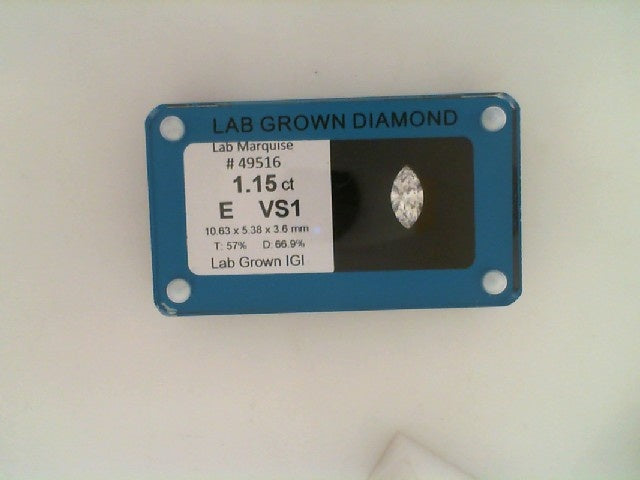 LAB GROWN DIAMOND
Lab Marquise
# 49516
1.15 ct
E VS1
10.63 x 5.38 x 3.6 mm
T: 57% D: 66.9%
Lab Grown IGI